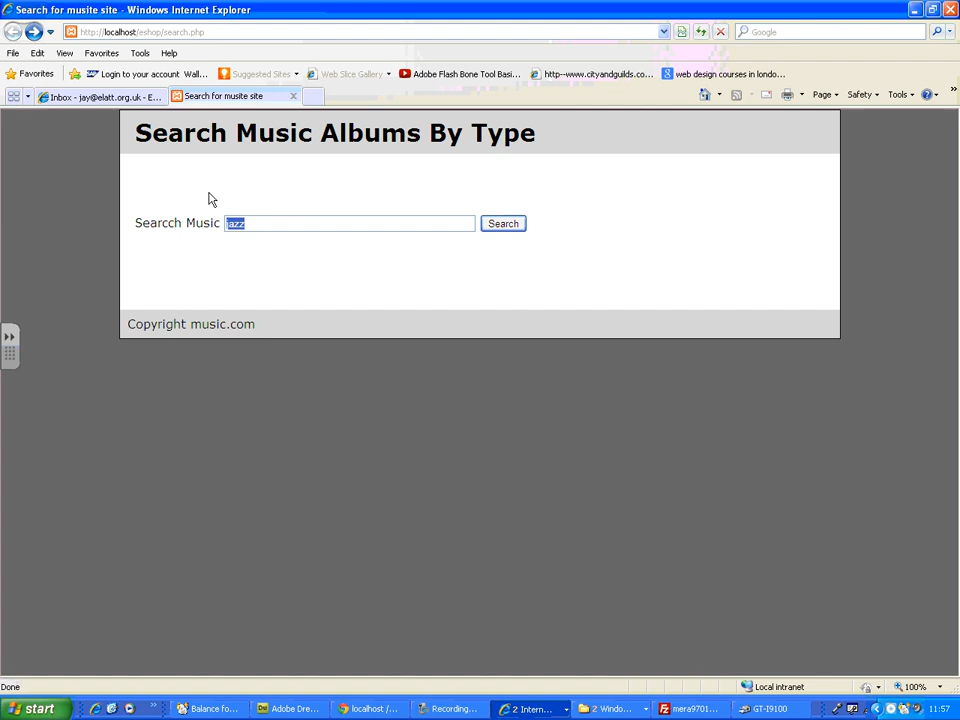 Search for musite site - Windows Internet Explorer
http://localhost/eshop/search.php
Google
File Edit View Favorites Tools Help
Favorites Login to your account Wall... Suggested Sites Web Slice Gallery Adobe Flash Bone Tool Basi... http--www.cityandguilds.co... web design courses in londo...
Inbox - jay@elatt.org.uk - E... Search for musite site Page Safety Tools
Search Music Albums By Type
Searcch Music jazz Search
Copyright music.com
Done Local intranet 100%
start Balance fo... Adobe Dre... localhost /... Recording... 2 Intern... 2 Windo... mera9701... GT-I9100 11:57